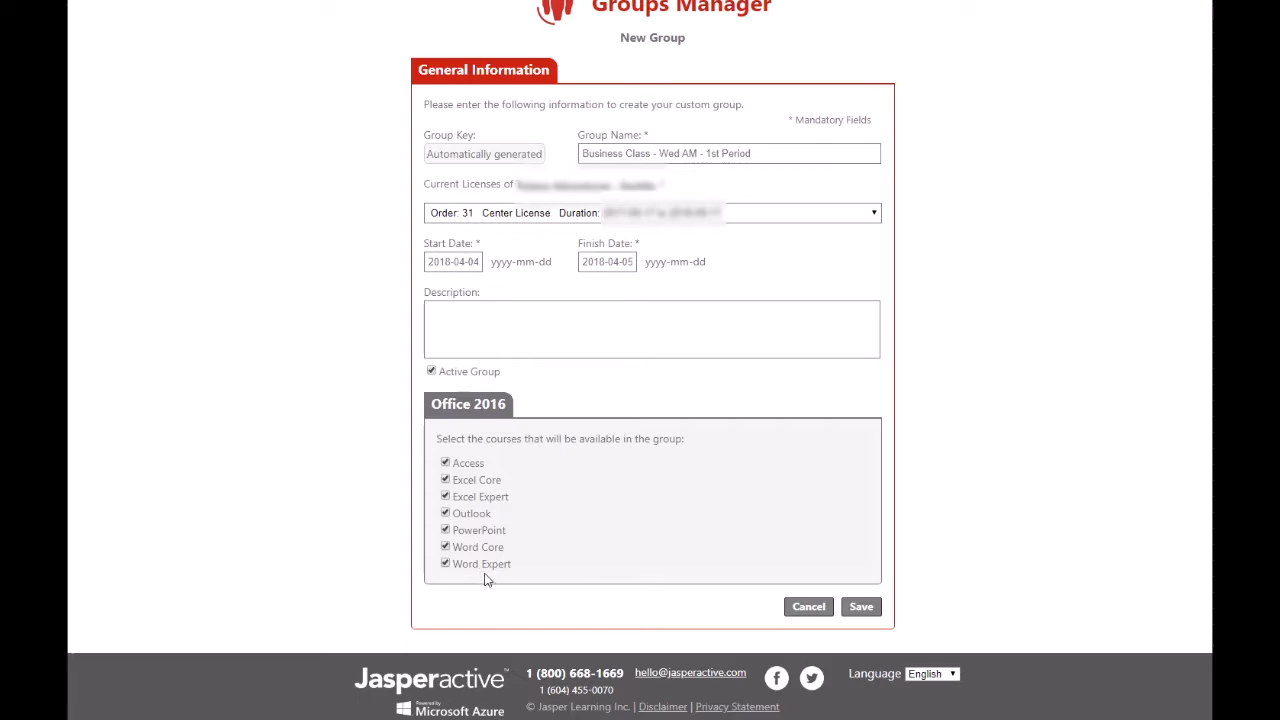 Groups Manager
New Group
General Information
Please enter the following information to create your custom group.
* Mandatory Fields
Group Key:
Group Name: *
Automatically generated
Business Class - Wed AM - 1st Period
Current Licenses of
Order: 31 Center License Duration:
Start Date: *
Finish Date: *
2018-04-04 yyyy-mm-dd
2018-04-05 yyyy-mm-dd
Description:
Active Group
Office 2016
Select the courses that will be available in the group:
Access
Excel Core
Excel Expert
Outlook
PowerPoint
Word Core
Word Expert
Cancel
Save
Jasperactive™
Powered by
Microsoft Azure
1 (800) 668-1669
hello@jasperactive.com
1 (604) 455-0070
© Jasper Learning Inc. | Disclaimer | Privacy Statement
Language English